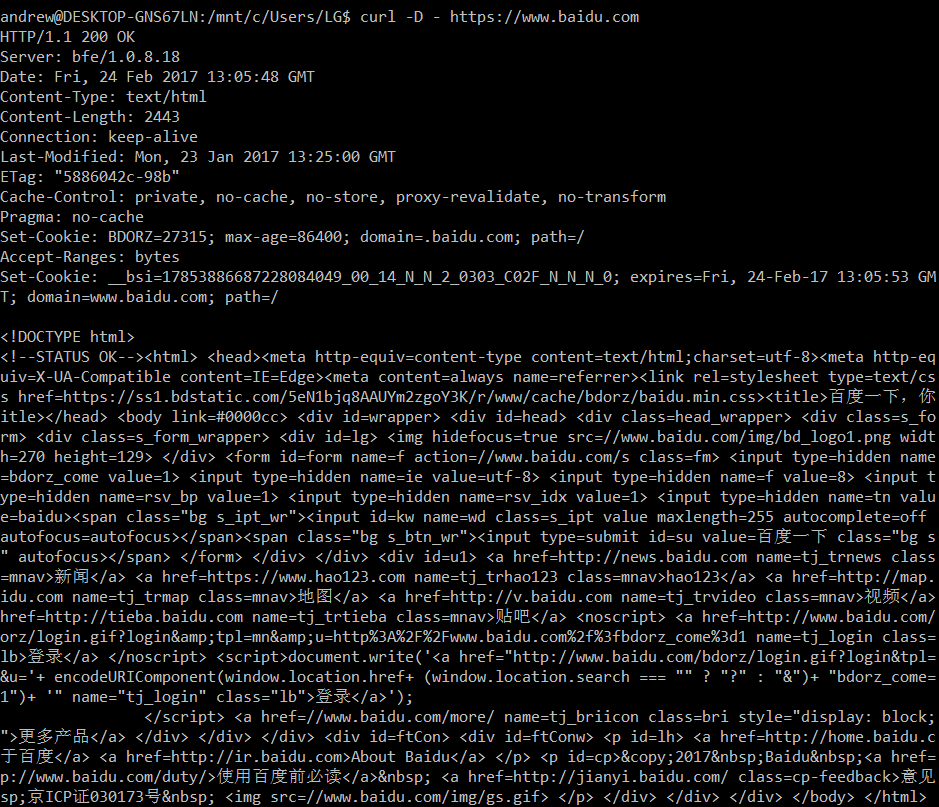 andrew@DESKTOP-GNS67LN:/mnt/c/Users/LG$ curl -D - https://www.baidu.com
HTTP/1.1 200 OK
Server: bfe/1.0.8.18
Date: Fri, 24 Feb 2017 13:05:48 GMT
Content-Type: text/html
Content-Length: 2443
Connection: keep-alive
Last-Modified: Mon, 23 Jan 2017 13:25:00 GMT
ETag: "5886042c-98b"
Cache-Control: private, no-cache, no-store, proxy-revalidate, no-transform
Pragma: no-cache
Set-Cookie: BDORZ=27315; max-age=86400; domain=.baidu.com; path=/
Accept-Ranges: bytes
Set-Cookie: __bsi=17853886687228084049_00_14_N_N_2_0303_C02F_N_N_N_0; expires=Fri, 24-Feb-17 13:05:53 GM
T; domain=www.baidu.com; path=/

<!DOCTYPE html>
<!--STATUS OK--><html> <head><meta http-equiv=content-type content=text/html;charset=utf-8><meta http-eq
uiv=X-UA-Compatible content=IE=Edge><meta content=always name=referrer><link rel=stylesheet type=text/cs
s href=https://ss1.bdstatic.com/5eN1bjq8AAUYm2zgoY3K/r/www/cache/bdorz/baidu.min.css><title>百度一下，你
itle></head> <body link=#0000cc> <div id=wrapper> <div id=head> <div class=head_wrapper> <div class=s_fo
rm> <div class=s_form_wrapper> <div id=lg> <img hidefocus=true src=//www.baidu.com/img/bd_logo1.png widt
h=270 height=129> </div> <form id=form name=f action=//www.baidu.com/s class=fm> <input type=hidden name
=bdorz_come value=1> <input type=hidden name=ie value=utf-8> <input type=hidden name=f value=8> <input t
ype=hidden name=rsv_bp value=1> <input type=hidden name=rsv_idx value=1> <input type=hidden name=tn valu
e=baidu><span class="bg s_ipt_wr"><input id=kw name=wd class=s_ipt value maxlength=255 autocomplete=off
autofocus=autofocus></span><span class="bg s_btn_wr"><input type=submit id=su value=百度一下 class="bg s
" autofocus></span> </form> </div> </div> <div id=u1> <a href=http://news.baidu.com name=tj_trnews class
=mnav>新闻</a> <a href=https://www.hao123.com name=tj_trhao123 class=mnav>hao123</a> <a href=http://map.
idu.com name=tj_trmap class=mnav>地图</a> <a href=http://v.baidu.com name=tj_trvideo class=mnav>视频</a>
href=http://tieba.baidu.com name=tj_trtieba class=mnav>贴吧</a> <noscript> <a href=http://www.baidu.com/
orz/login.gif?login&amp;tpl=mn&amp;u=http%3A%2F%2Fwww.baidu.com%2f%3fbdorz_come%3d1 name=tj_login class=
lb>登录</a> </noscript> <script>document.write('<a href="http://www.baidu.com/bdorz/login.gif?login&tpl=
&u='+ encodeURIComponent(window.location.href+ (window.location.search === "" ? "?" : "&")+ "bdorz_come=
1")+ '" name="tj_login" class="lb">登录</a>');
</script> <a href=//www.baidu.com/more/ name=tj_briicon class=bri style="display: block;
">更多产品</a> </div> </div> </div> <div id=ftCon> <div id=ftConw> <p id=lh> <a href=http://home.baidu.c
于百度</a> <a href=http://ir.baidu.com>About Baidu</a> </p> <p id=cp>&copy;2017&nbsp;Baidu&nbsp;<a href=
p://www.baidu.com/duty/>使用百度前必读</a>&nbsp; <a href=http://jianyi.baidu.com/ class=cp-feedback>意见
sp;京ICP证030173号&nbsp; <img src=//www.baidu.com/img/gs.gif> </p> </div> </div> </div> </body> </html>